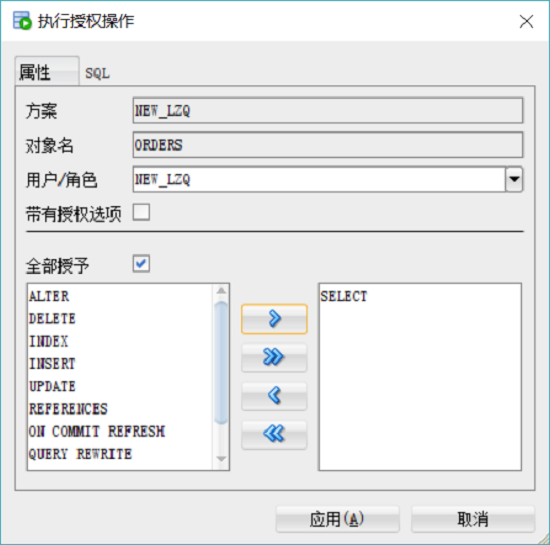 执行授权操作
属性 SQL
方案 NEW_LZQ
对象名 ORDERS
用户/角色 NEW_LZQ
带有授权选项
全部授予
ALTER
DELETE
INDEX
INSERT
UPDATE
REFERENCES
ON COMMIT REFRESH
QUERY REWRITE
SELECT
应用(A) 取消